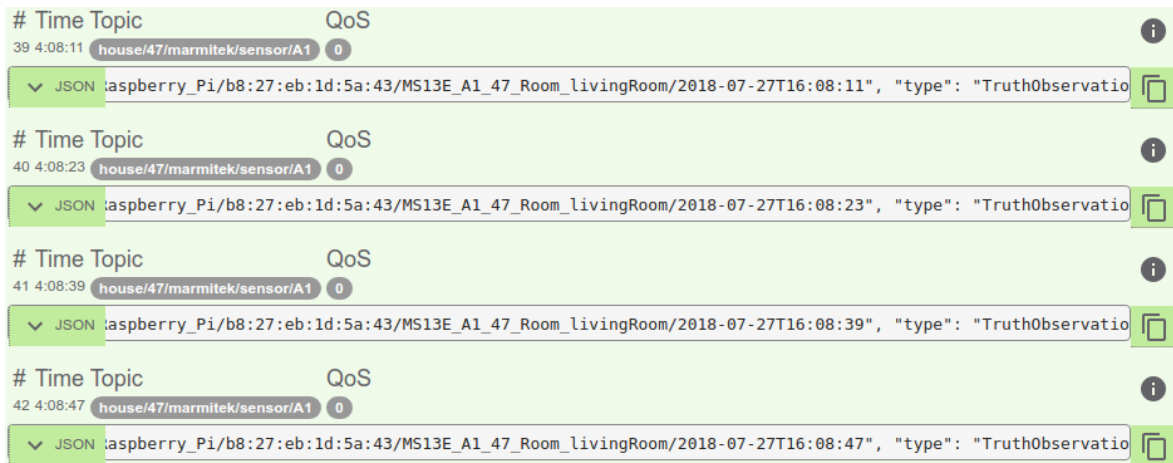 # Time Topic QoS
39 4:08:11 house/47/marmitek/sensor/A1 0
JSON aspberry_Pi/b8:27:eb:1d:5a:43/MS13E_A1_47_Room_livingRoom/2018-07-27T16:08:11", "type": "TruthObservatio
# Time Topic QoS
40 4:08:23 house/47/marmitek/sensor/A1 0
JSON aspberry_Pi/b8:27:eb:1d:5a:43/MS13E_A1_47_Room_livingRoom/2018-07-27T16:08:23", "type": "TruthObservatio
# Time Topic QoS
41 4:08:39 house/47/marmitek/sensor/A1 0
JSON aspberry_Pi/b8:27:eb:1d:5a:43/MS13E_A1_47_Room_livingRoom/2018-07-27T16:08:39", "type": "TruthObservatio
# Time Topic QoS
42 4:08:47 house/47/marmitek/sensor/A1 0
JSON aspberry_Pi/b8:27:eb:1d:5a:43/MS13E_A1_47_Room_livingRoom/2018-07-27T16:08:47", "type": "TruthObservatio